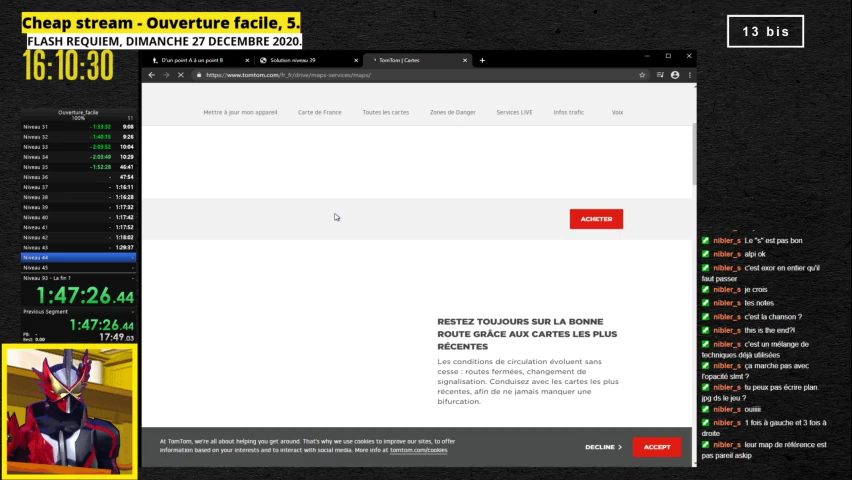 Cheap stream - Ouverture facile, 5.
FLASH REQUIEM, DIMANCHE 27 DECEMBRE 2020.
16:10:30
13 bis
Ouverture_facile
100% 11
Niveau 31 -1:33:32 9:08
Niveau 32 -1:40:13 9:26
Niveau 33 -2:03:52 10:04
Niveau 34 -2:03:49 10:29
Niveau 35 -1:52:28 46:41
Niveau 36 - 47:54
Niveau 37 - 1:16:11
Niveau 38 - 1:16:28
Niveau 39 - 1:17:32
Niveau 40 - 1:17:42
Niveau 41 - 1:17:52
Niveau 42 - 1:18:02
Niveau 43 - 1:29:37
Niveau 44 -
Niveau 45 -
Niveau 93 - La fin ? -
1:47:26.44
Previous Segment -
1:47:26.44
PB: -
Best: 0.00 17:49.03
D'un point A à un point B
Solution niveau 39
TomTom | Cartes
https://www.tomtom.com/fr_fr/drive/maps-services/maps/
Mettre à jour mon appareil Carte de France Toutes les cartes Zones de Danger Services LIVE Infos trafic Voix
ACHETER
RESTEZ TOUJOURS SUR LA BONNE
ROUTE GRÂCE AUX CARTES LES PLUS
RÉCENTES
Les conditions de circulation évoluent sans
cesse : routes fermées, changement de
signalisation. Conduisez avec les cartes les plus
récentes, afin de ne jamais manquer une
bifurcation.
At TomTom, we're all about helping you get around. That's why we use cookies to improve our sites, to offer
information based on your interests and to interact with social media. More info at tomtom.com/cookies
DECLINE
ACCEPT
nibler_s Le "s" est pas bon
nibler_s alpi ok
nibler_s c'est exor en entier qu'il
faut passer
nibler_s je crois
nibler_s tes notes
nibler_s c'est la chanson ?
nibler_s this is the end?!
nibler_s c'est un mélange de
techniques déjà utilisées
nibler_s ça marche pas avec
l'opacité slmt ?
nibler_s tu peux pas écrire plan.
jpg ds le jeu ?
nibler_s ouiiiii
nibler_s 1 fois à gauche et 3 fois à
droite
nibler_s leur map de référence est
pas pareil askip